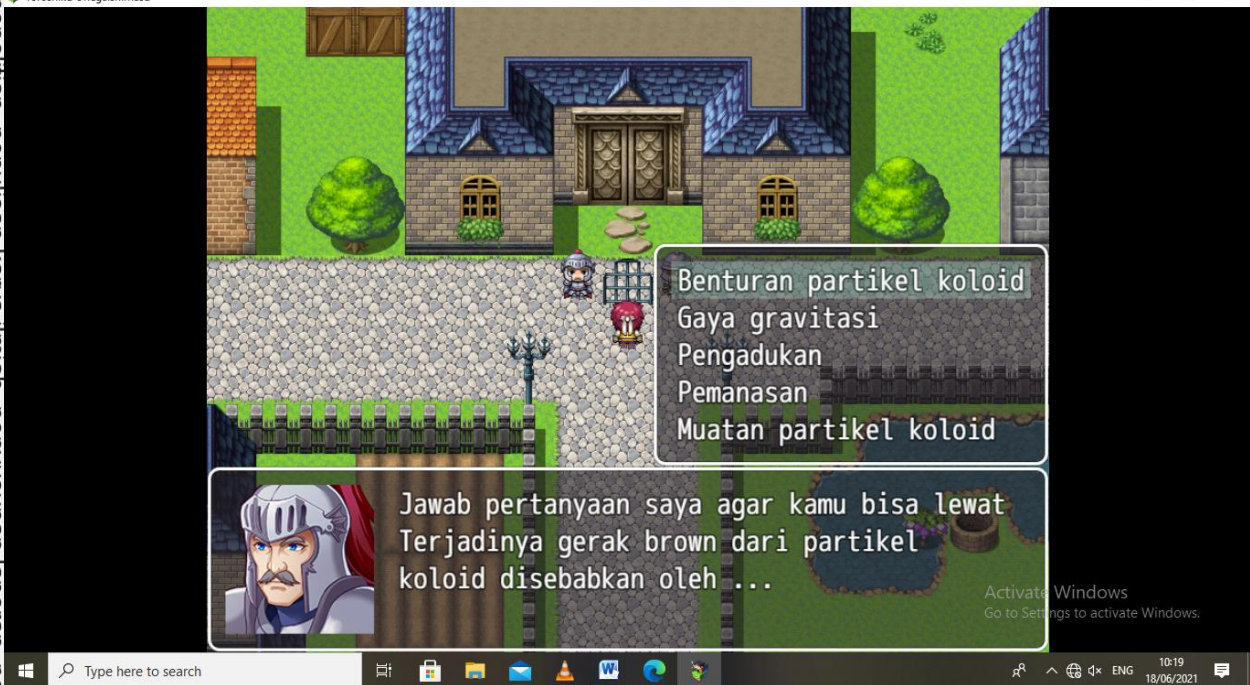 Benturan partikel koloid
Gaya gravitasi
Pengadukan
Pemanasan
Muatan partikel koloid
Jawab pertanyaan saya agar kamu bisa lewat
Terjadinya gerak brown dari partikel
koloid disebabkan oleh ...
Activate Windows
Go to Settings to activate Windows.
Type here to search
ENG
10:19
18/06/2021